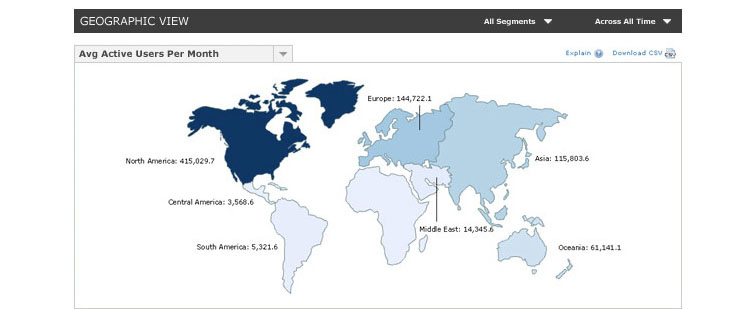 GEOGRAPHIC VIEW
All Segments
Across All Time
Avg Active Users Per Month
Explain ?
Download CSV
CSV
Europe: 144,722.1
North America: 415,029.7
Asia: 115,803.6
Central America: 3,568.6
Middle East: 14,345.6
South America: 5,321.6
Oceania: 61,141.1